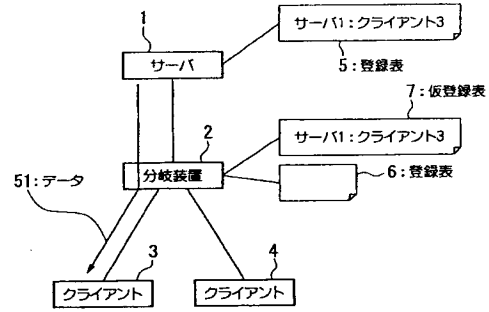 1
サーバ
サーバ1:クライアント3
5:登録表
7:仮登録表
2
分岐装置
サーバ1:クライアント3
6:登録表
51:データ
3
クライアント
4
クライアント